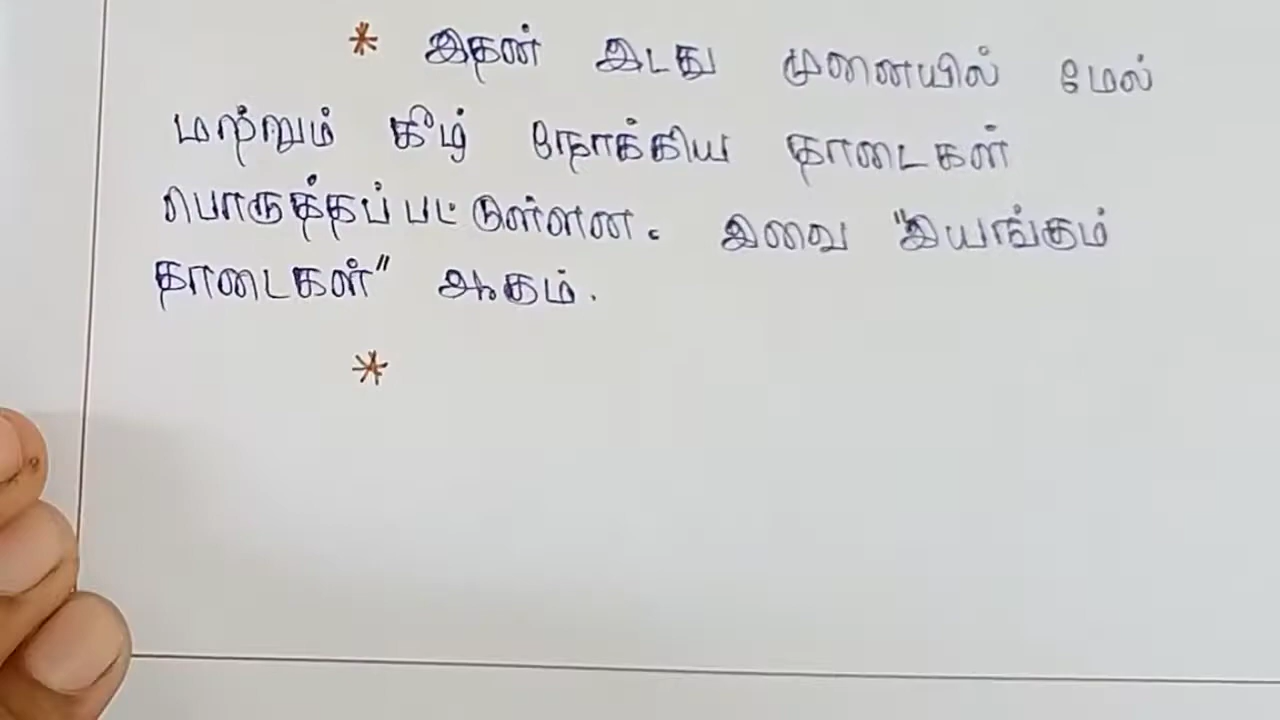 * இதன் இடது முனையில் மேல்
மற்றும் கீழ் நோக்கிய தாடைகள்
பொருத்தப்பட்டுள்ளன. இவை "இயங்கும்
தாடைகள்" ஆகும்.
*